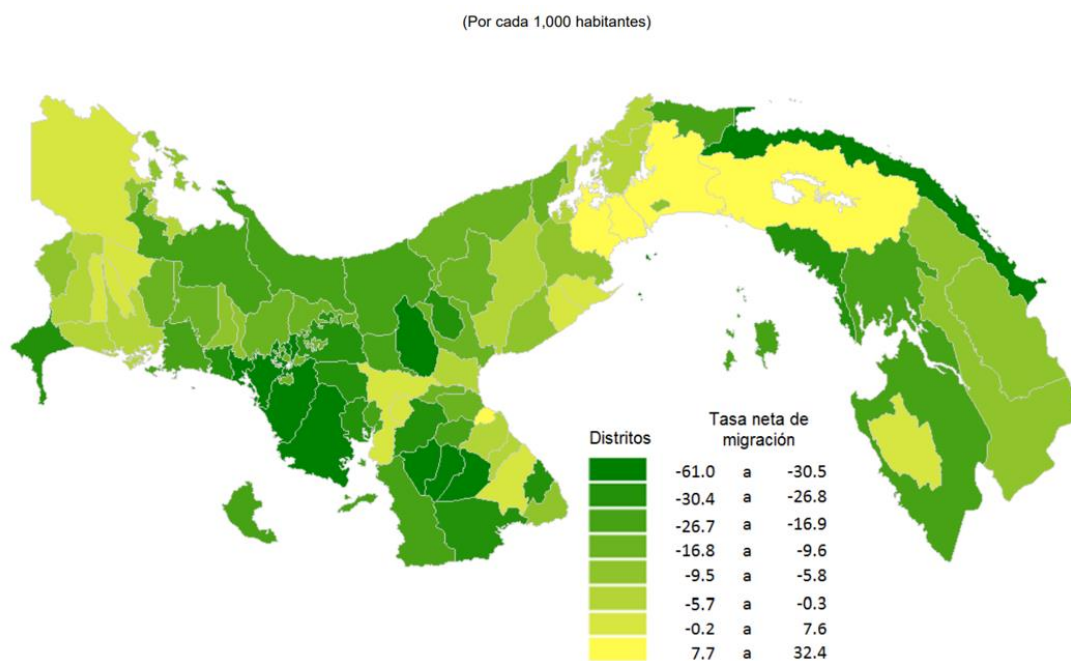 (Por cada 1,000 habitantes)
Distritos
Tasa neta de
migración
-61.0 a -30.5
-30.4 a -26.8
-26.7 a -16.9
-16.8 a -9.6
-9.5 a -5.8
-5.7 a -0.3
-0.2 a 7.6
7.7 a 32.4